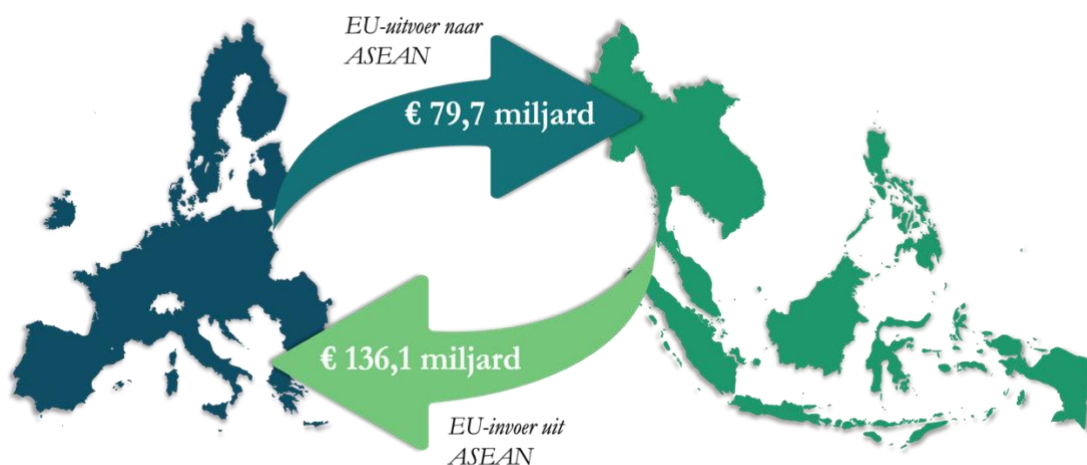 EU-uitvoer naar
ASEAN
€ 79,7 miljard
€ 136,1 miljard
EU-invoer uit
ASEAN